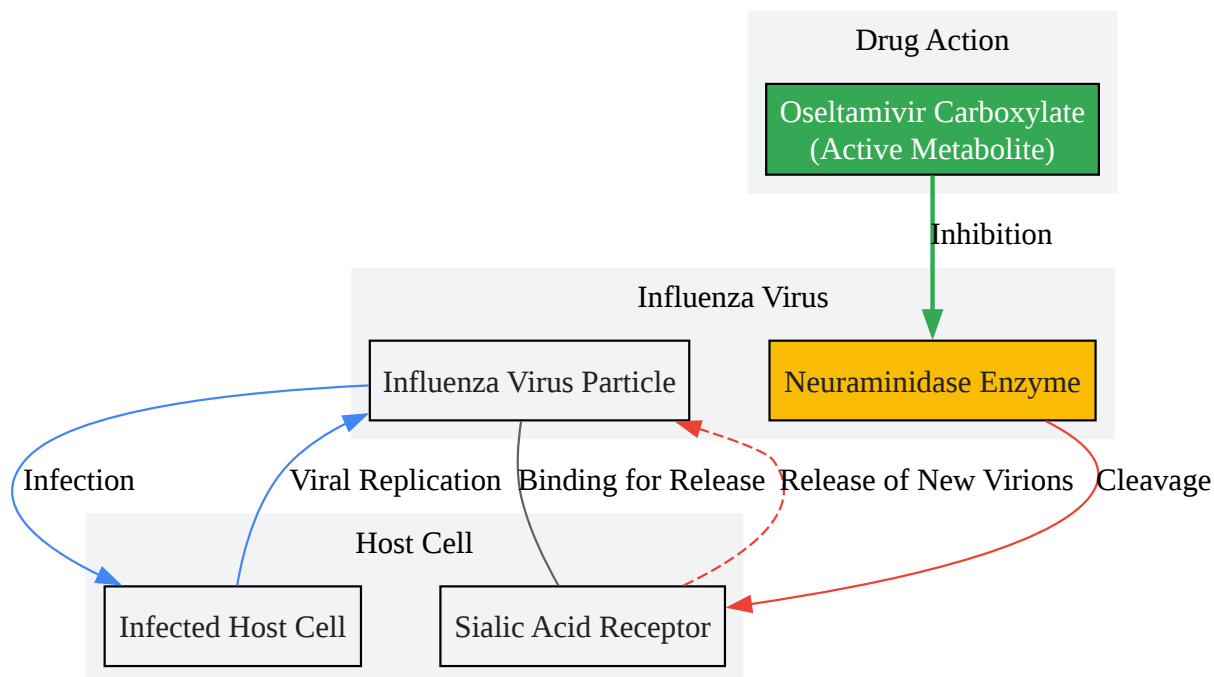 Drug Action
Oseltamivir Carboxylate
(Active Metabolite)
Inhibition
Influenza Virus
Influenza Virus Particle
Neuraminidase Enzyme
Infection
Viral Replication
Binding for Release
Release of New Virions
Cleavage
Host Cell
Infected Host Cell
Sialic Acid Receptor